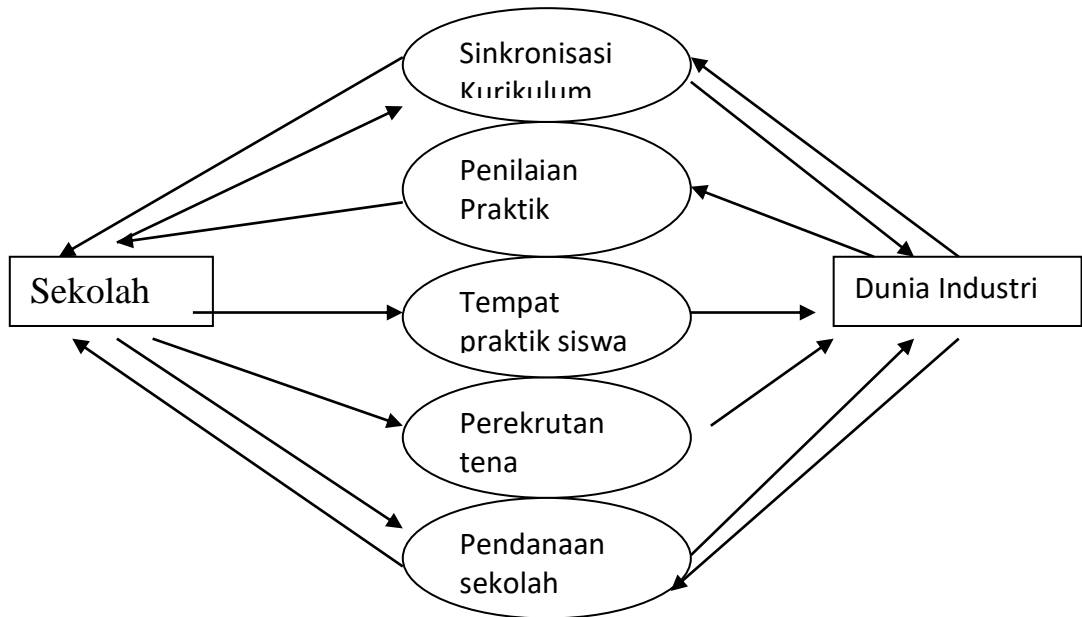 Sinkronisasi
Kurikulum
Penilaian
Praktik
Sekolah
Tempat
praktik siswa
Dunia Industri
Perekrutan
tena
Pendanaan
sekolah